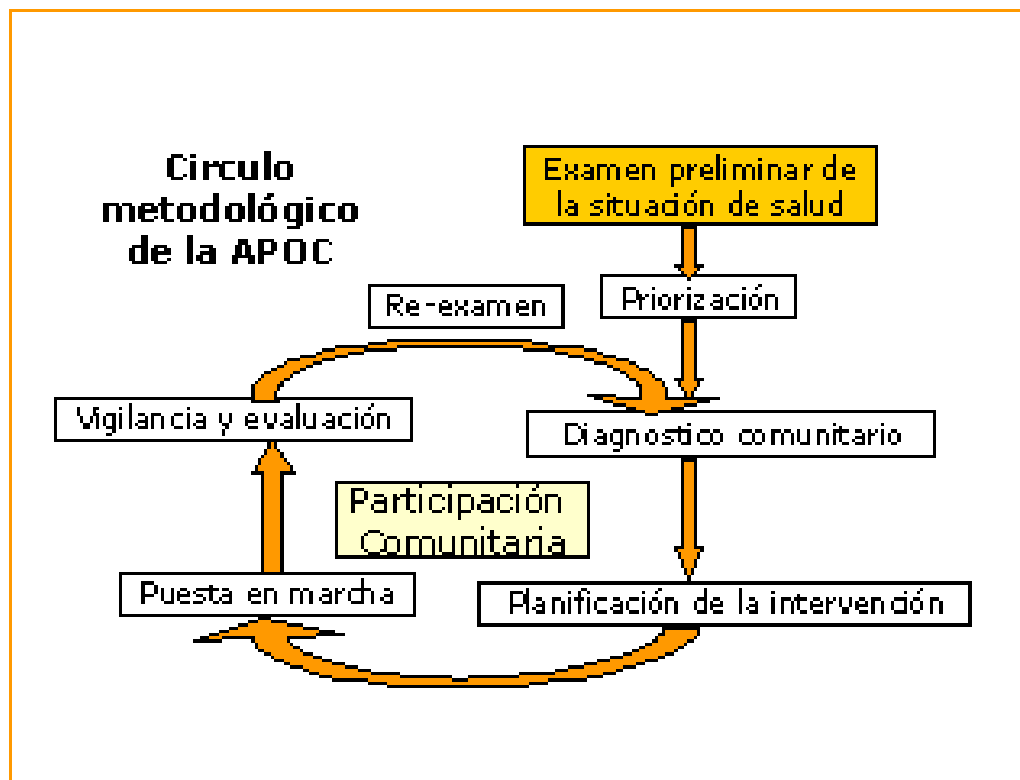 Circulo
metodológico
de la APOC
Examen preliminar de
la situación de salud
Priorización
Re-examen
Vigilancia y evaluación
Diagnostico comunitario
Participación
Comunitaria
Puesta en marcha
Planificación de la intervención